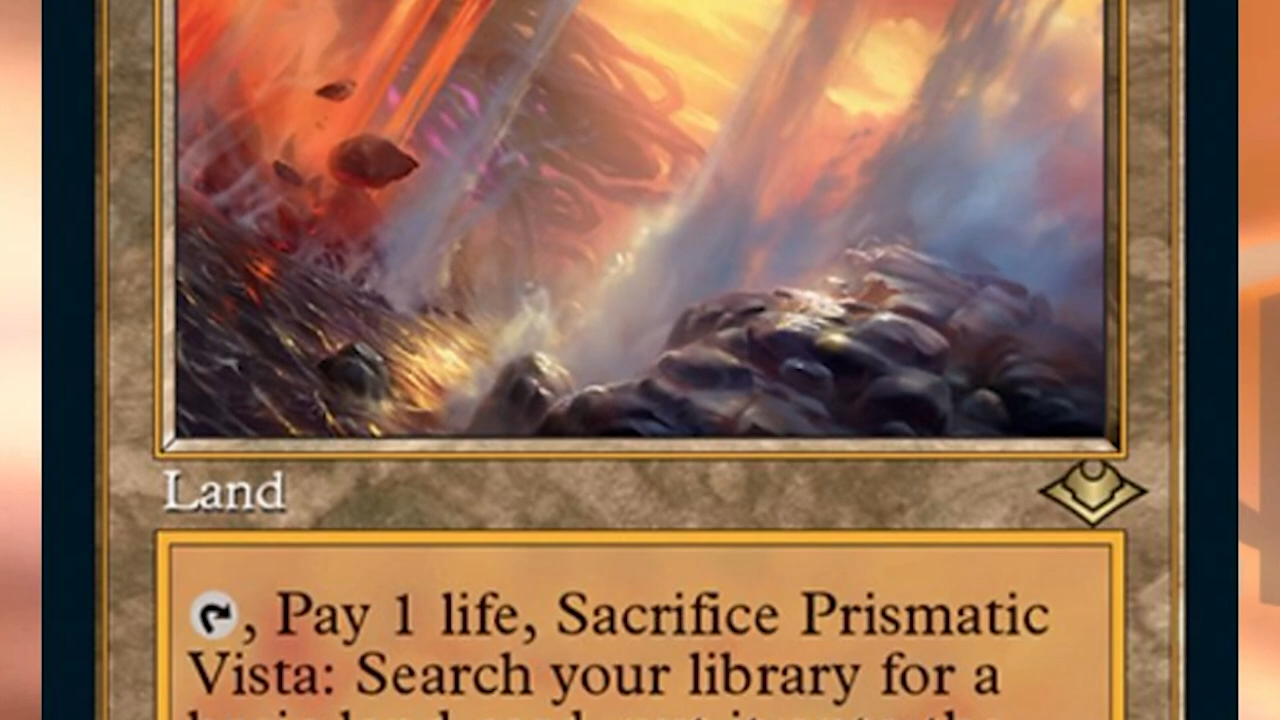 Land
, Pay 1 life, Sacrifice Prismatic
Vista: Search your library for a